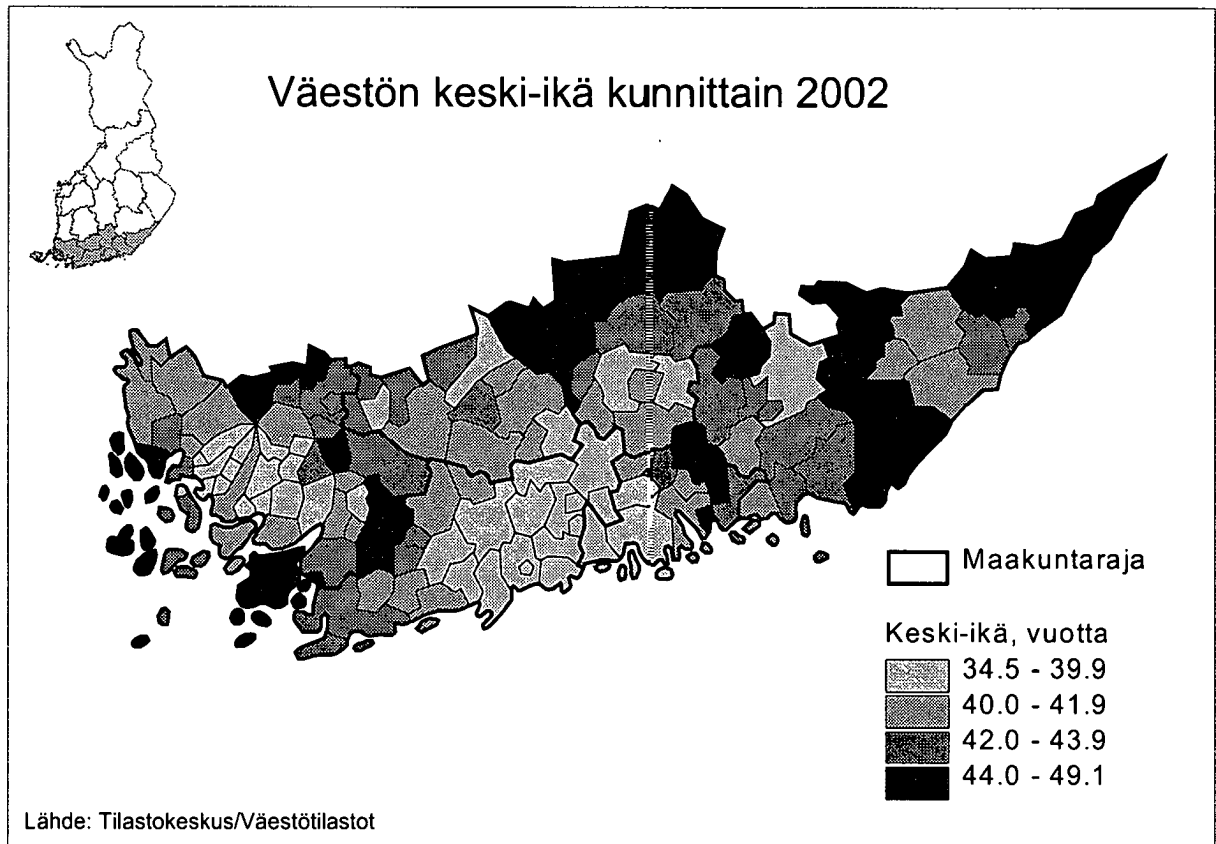 Väestön keski-ikä kunnittain 2002
Maakuntaraja
Keski-ikä, vuotta
34.5 - 39.9
40.0 - 41.9
42.0 - 43.9
44.0 - 49.1
Lähde: Tilastokeskus/Väestötilastot